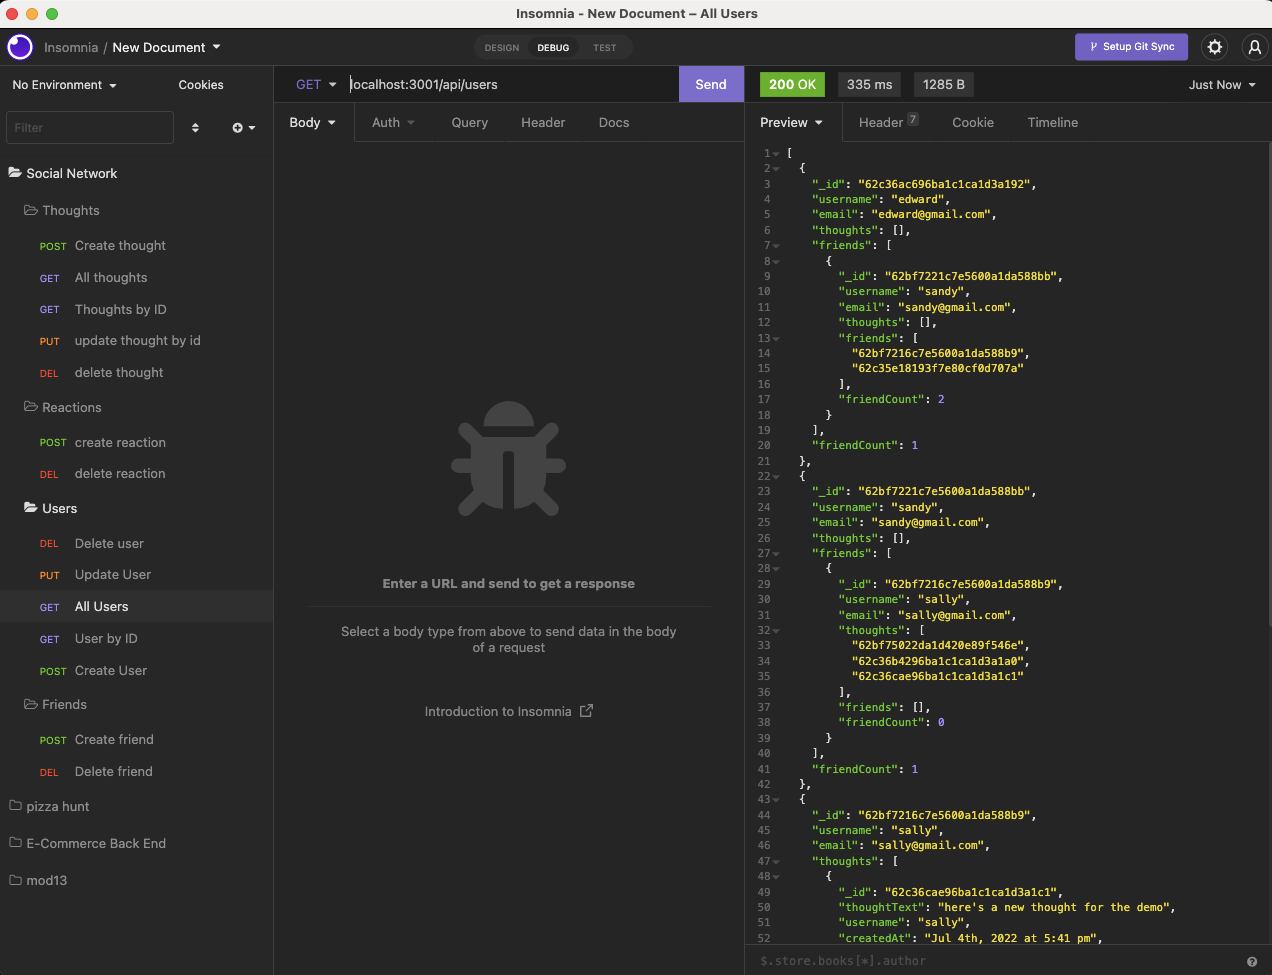 Insomnia - New Document – All Users
Insomnia / New Document
DESIGN DEBUG TEST
Setup Git Sync
No Environment
Cookies
GET localhost:3001/api/users
Send
200 OK 335 ms 1285 B
Just Now
Filter
Body Auth Query Header Docs
Preview Header 7 Cookie Timeline
Social Network
Thoughts
POST Create thought
GET All thoughts
GET Thoughts by ID
PUT update thought by id
DEL delete thought
Reactions
POST create reaction
DEL delete reaction
Users
DEL Delete user
PUT Update User
GET All Users
GET User by ID
POST Create User
Friends
POST Create friend
DEL Delete friend
pizza hunt
E-Commerce Back End
mod13
Enter a URL and send to get a response
Select a body type from above to send data in the body
of a request
Introduction to Insomnia
1 [
2 {
3 "_id": "62c36ac696ba1c1ca1d3a192",
4 "username": "edward",
5 "email": "edward@gmail.com",
6 "thoughts": [],
7 "friends": [
8 {
9 "_id": "62bf7221c7e5600a1da588bb",
10 "username": "sandy",
11 "email": "sandy@gmail.com",
12 "thoughts": [],
13 "friends": [
14 "62bf7216c7e5600a1da588b9",
15 "62c35e18193f7e80cf0d707a"
16 ],
17 "friendCount": 2
18 }
19 ],
20 "friendCount": 1
21 },
22 {
23 "_id": "62bf7221c7e5600a1da588bb",
24 "username": "sandy",
25 "email": "sandy@gmail.com",
26 "thoughts": [],
27 "friends": [
28 {
29 "_id": "62bf7216c7e5600a1da588b9",
30 "username": "sally",
31 "email": "sally@gmail.com",
32 "thoughts": [
33 "62bf75022da1d420e89f546e",
34 "62c36b4296ba1c1ca1d3a1a0",
35 "62c36cae96ba1c1ca1d3a1c1"
36 ],
37 "friends": [],
38 "friendCount": 0
39 }
40 ],
41 "friendCount": 1
42 },
43 {
44 "_id": "62bf7216c7e5600a1da588b9",
45 "username": "sally",
46 "email": "sally@gmail.com",
47 "thoughts": [
48 {
49 "_id": "62c36cae96ba1c1ca1d3a1c1",
50 "thoughtText": "here's a new thought for the demo",
51 "username": "sally",
52 "createdAt": "Jul 4th, 2022 at 5:41 pm",
$.store.books[*].author